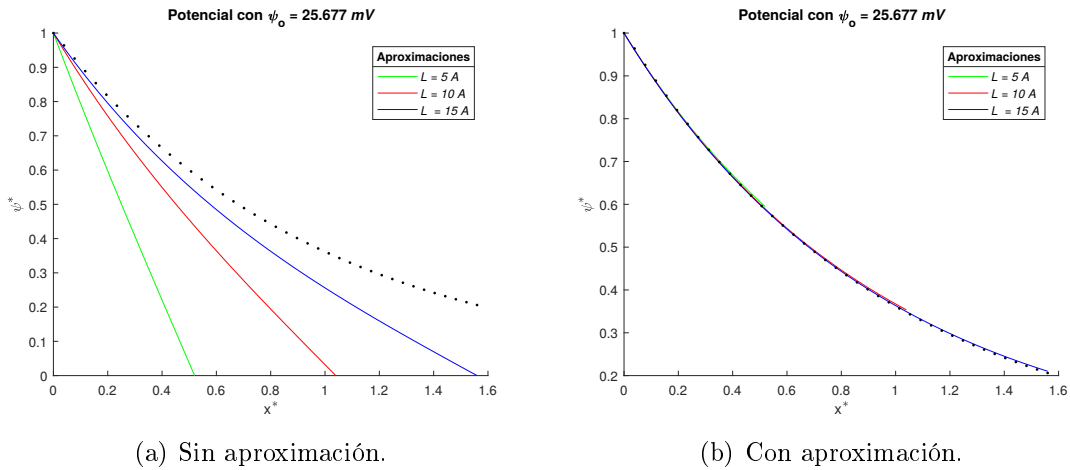 Potencial con ψo = 25.677 mV
Aproximaciones
L = 5 A
L = 10 A
L = 15 A
1
0.9
0.8
0.7
0.6
0.5
0.4
0.3
0.2
0.1
0
ψ*
0 0.2 0.4 0.6 0.8 1 1.2 1.4 1.6
x*
(a) Sin aproximación.
Potencial con ψo = 25.677 mV
Aproximaciones
L = 5 A
L = 10 A
L = 15 A
1
0.9
0.8
0.7
0.6
0.5
0.4
0.3
0.2
ψ*
0 0.2 0.4 0.6 0.8 1 1.2 1.4 1.6
x*
(b) Con aproximación.